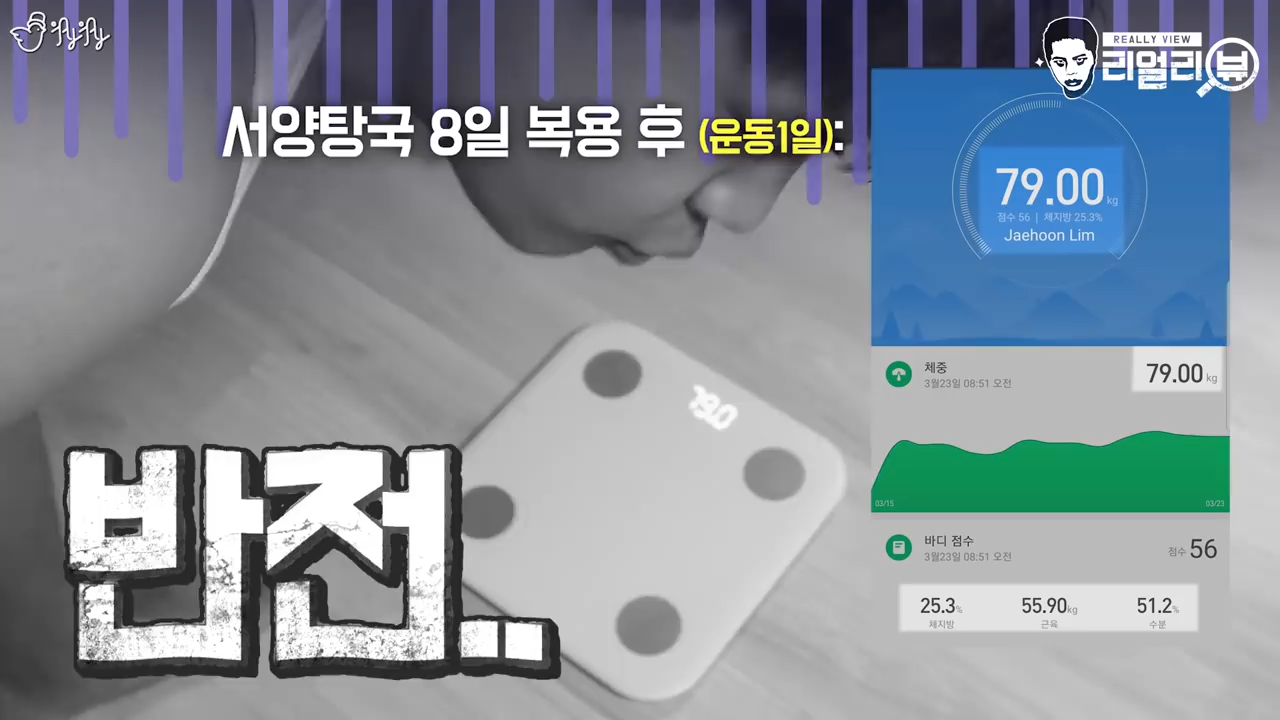 REALLY VIEW
리얼리뷰
서양탕국 8일 복용 후 (운동1일):
79.00 kg
점수 56 | 체지방 25.3%
Jaehoon Lim
체중
3월23일 08:51 오전
79.00 kg
03/15
03/23
바디 점수
3월23일 08:51 오전
점수 56
25.3% 55.90kg 51.2%
체지방 근육 수분
반전..